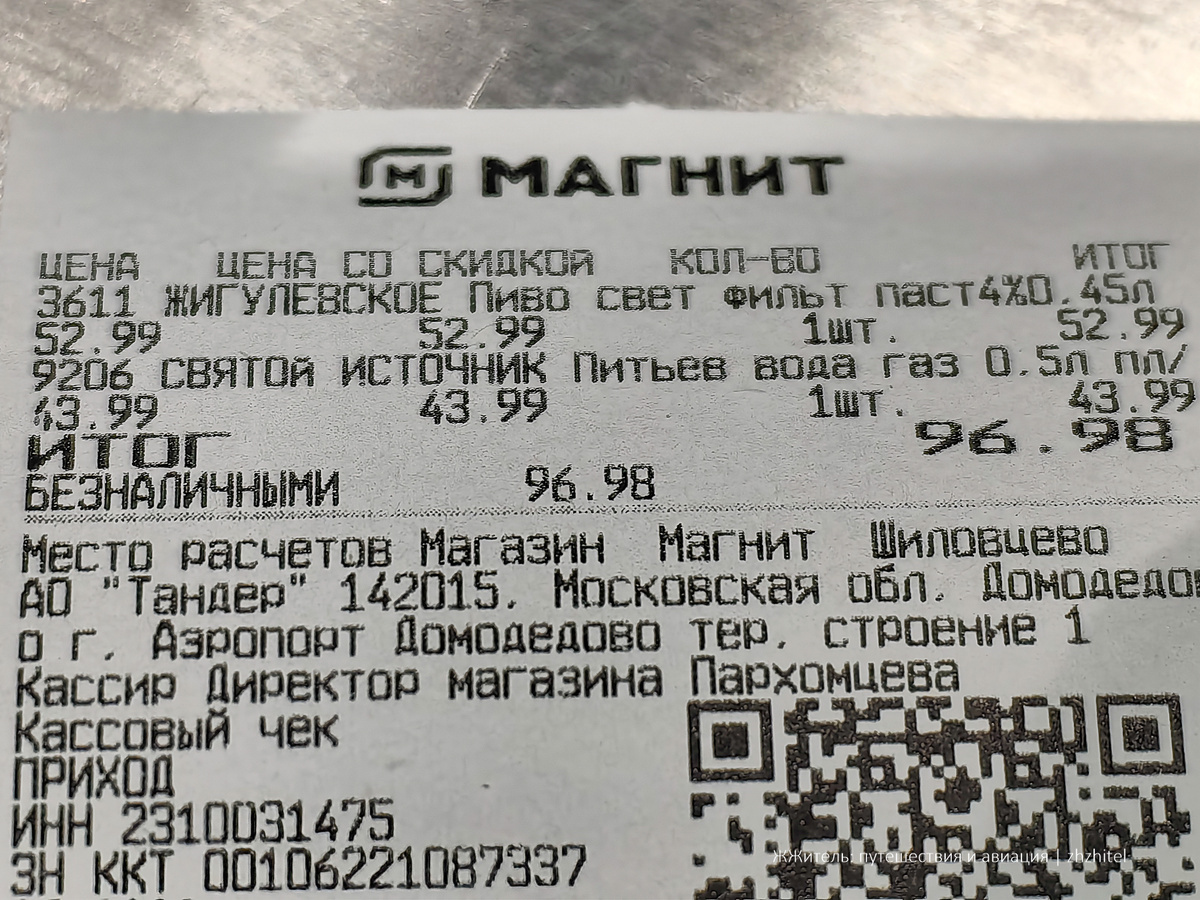 МАГНИТ
ЦЕНА ЦЕНА СО СКИДКОЙ КОЛ-ВО ИТОГ
3611 ЖИГУЛЕВСКОЕ Пиво свет фильт паст4%0.45л
52.99 52.99 1шт. 52.99
9206 СВЯТОЙ ИСТОЧНИК Питьев вода газ 0.5л пл/
43.99 43.99 1шт. 43.99
ИТОГ 96.98
БЕЗНАЛИЧНЫМИ 96.98
Место расчетов Магазин Магнит Шиловцево
АО "Тандер" 142015, Московская обл, Домодедов
о г, Аэропорт Домодедово тер, строение 1
Кассир Директор магазина Пархомцева
Кассовый чек
ПРИХОД
ИНН 2310031475
ЗН ККТ 00106221087337
ЖЖитель: путешествия и авиация | zhzhitel